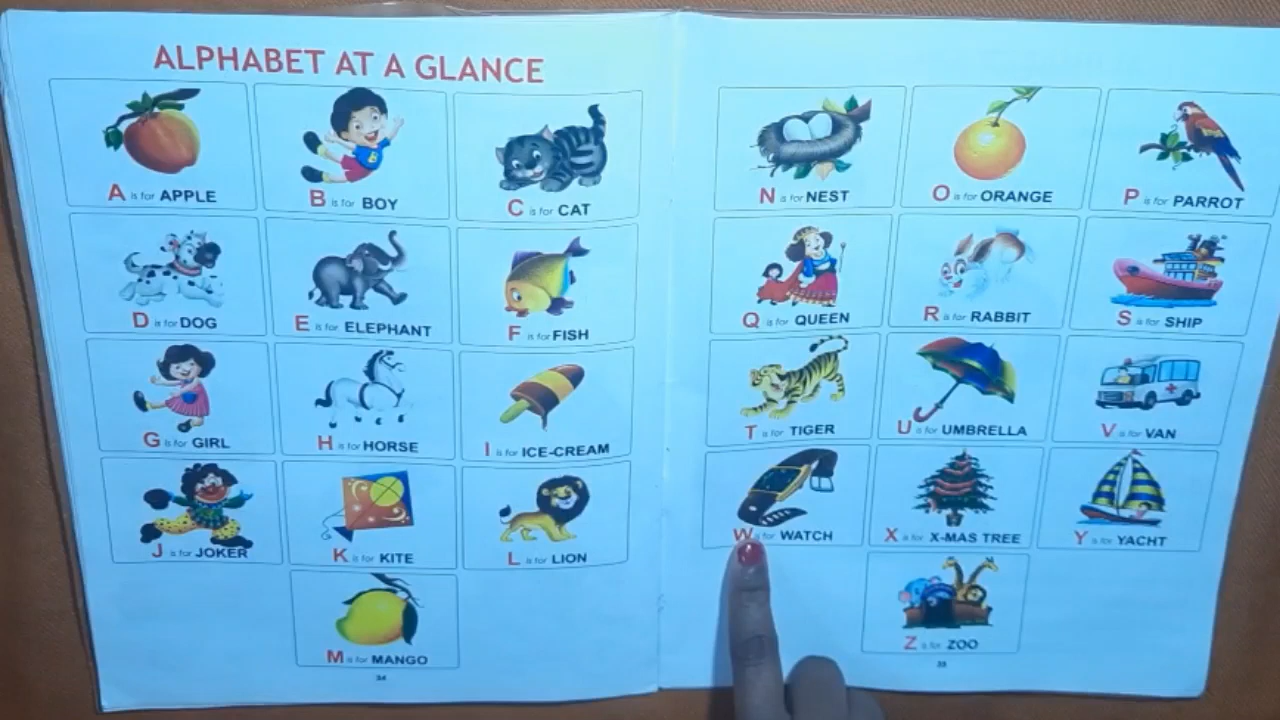 ALPHABET AT A GLANCE
A is for APPLE
B is for BOY
C is for CAT
D is for DOG
E is for ELEPHANT
F is for FISH
G is for GIRL
H is for HORSE
I is for ICE-CREAM
J is for JOKER
K is for KITE
L is for LION
M is for MANGO
34
N is for NEST
O is for ORANGE
P is for PARROT
Q is for QUEEN
R is for RABBIT
S is for SHIP
T is for TIGER
U is for UMBRELLA
V is for VAN
W is for WATCH
X is for X-MAS TREE
Y is for YACHT
Z is for ZOO
35